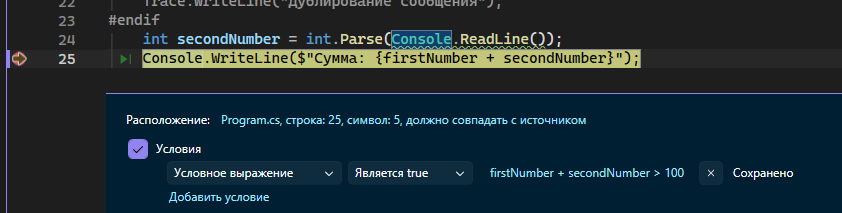 22 Trace.WriteLine("Дублирование сообщения");
23 #endif
24 int secondNumber = int.Parse(Console.ReadLine());
25 Console.WriteLine($"Сумма: {firstNumber + secondNumber}");
Расположение: Program.cs, строка: 25, символ: 5, должно совпадать с источником
Условия
Условное выражение Является true firstNumber + secondNumber > 100 Сохранено
Добавить условие